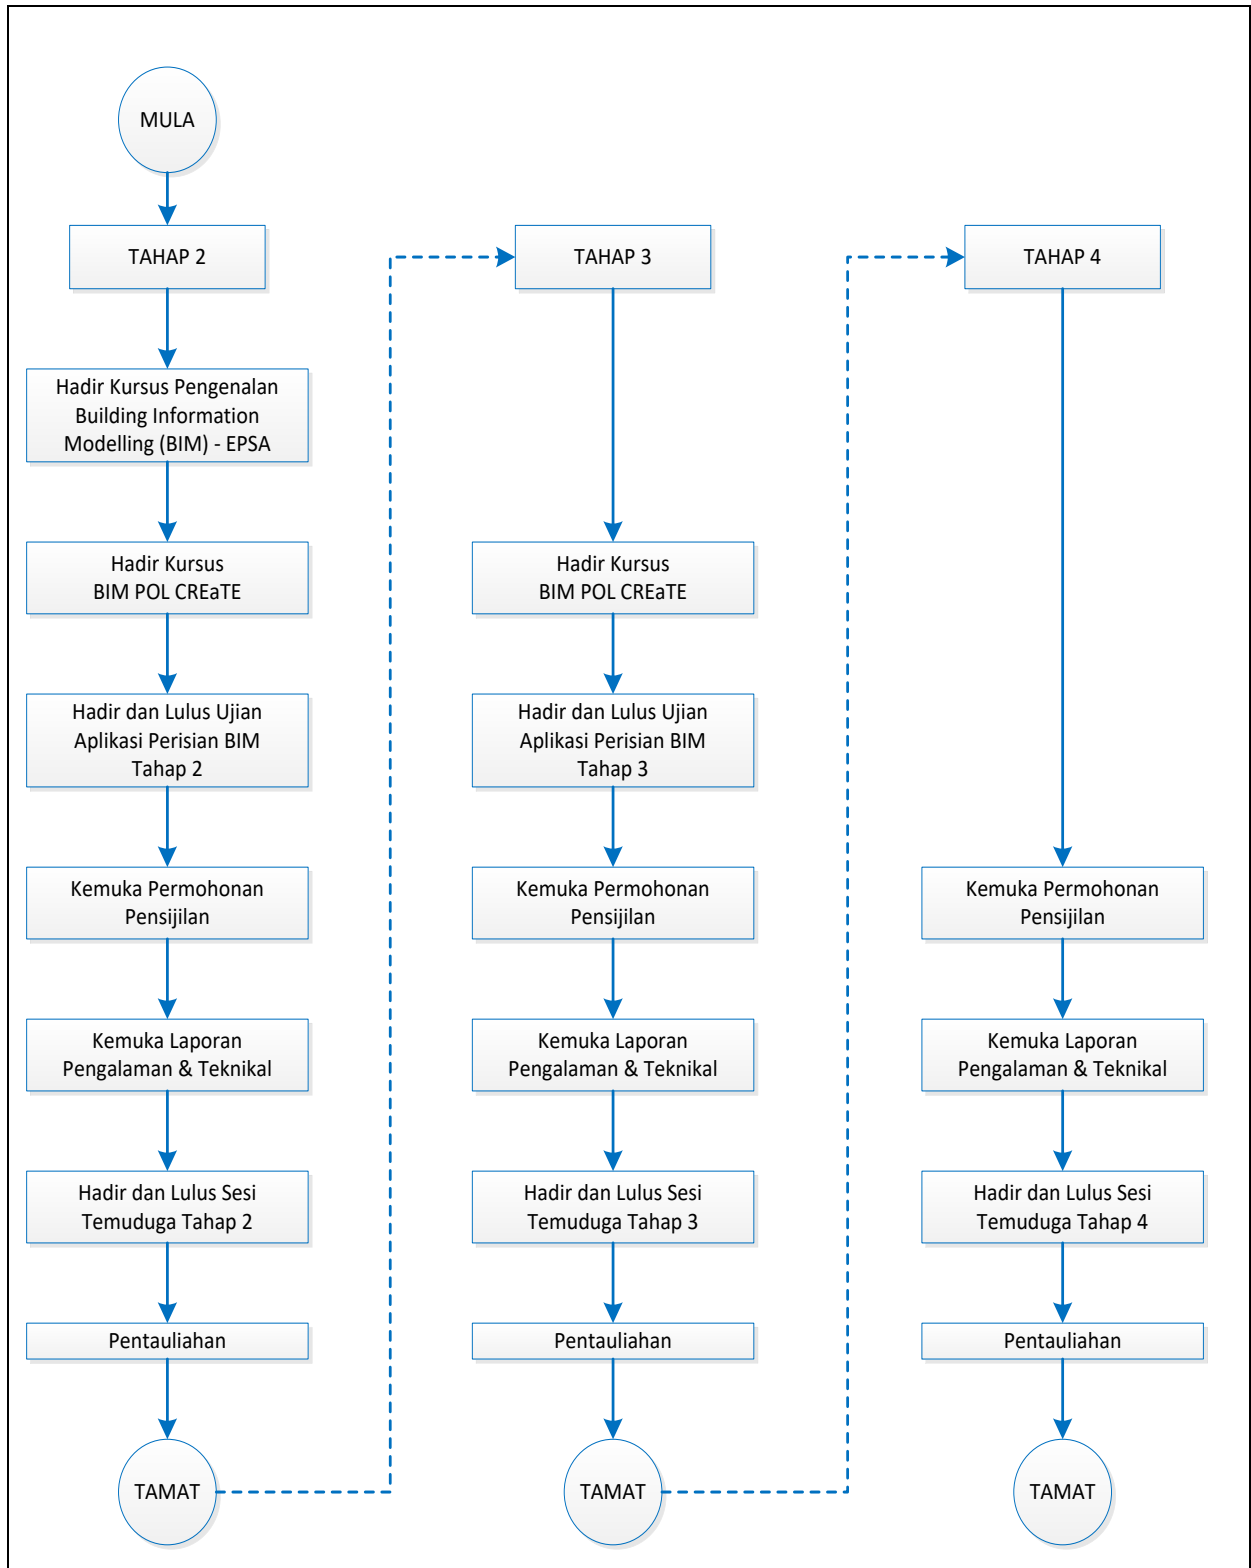 MULA
TAHAP 2
Hadir Kursus Pengenalan
Building Information
Modelling (BIM) - EPSA
Hadir Kursus
BIM POL CREaTE
Hadir dan Lulus Ujian
Aplikasi Perisian BIM
Tahap 2
Kemuka Permohonan
Pensijilan
Kemuka Laporan
Pengalaman & Teknikal
Hadir dan Lulus Sesi
Temuduga Tahap 2
Pentauliahan
TAMAT
TAHAP 3
Hadir Kursus
BIM POL CREaTE
Hadir dan Lulus Ujian
Aplikasi Perisian BIM
Tahap 3
Kemuka Permohonan
Pensijilan
Kemuka Laporan
Pengalaman & Teknikal
Hadir dan Lulus Sesi
Temuduga Tahap 3
Pentauliahan
TAMAT
TAHAP 4
Kemuka Permohonan
Pensijilan
Kemuka Laporan
Pengalaman & Teknikal
Hadir dan Lulus Sesi
Temuduga Tahap 4
Pentauliahan
TAMAT